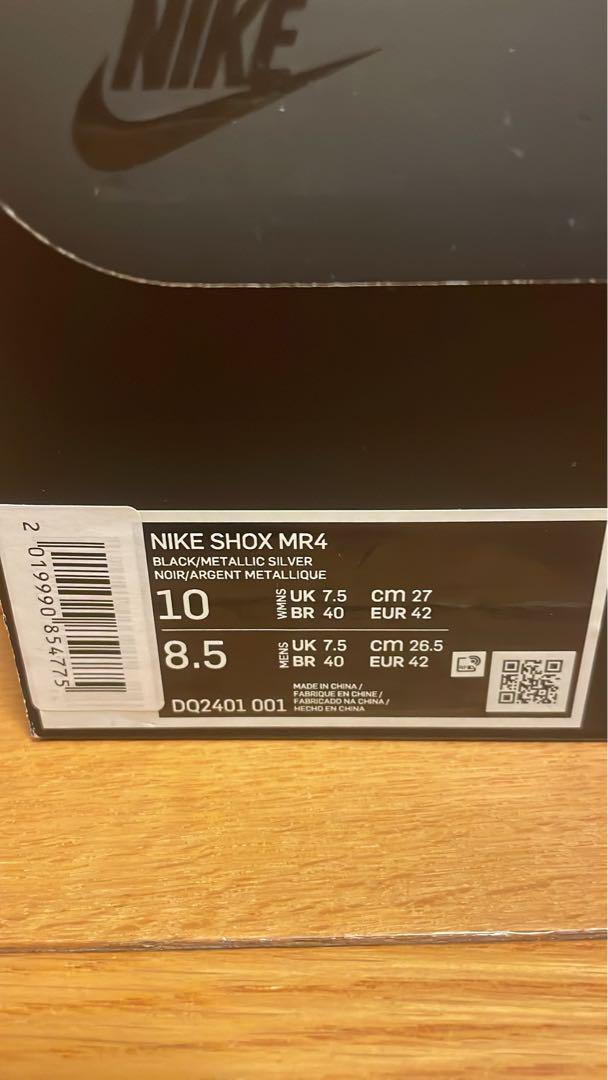 NIKE
NIKE SHOX MR4
BLACK/METALLIC SILVER
NOIR/ARGENT METALLIQUE
10 WMNS UK 7.5 cm 27
BR 40 EUR 42
8.5 MENS UK 7.5 cm 26.5
BR 40 EUR 42
DQ2401 001
MADE IN CHINA /
FABRIQUE EN CHINE /
FABRICADO NA CHINA /
HECHO EN CHINA
2 01990 854775